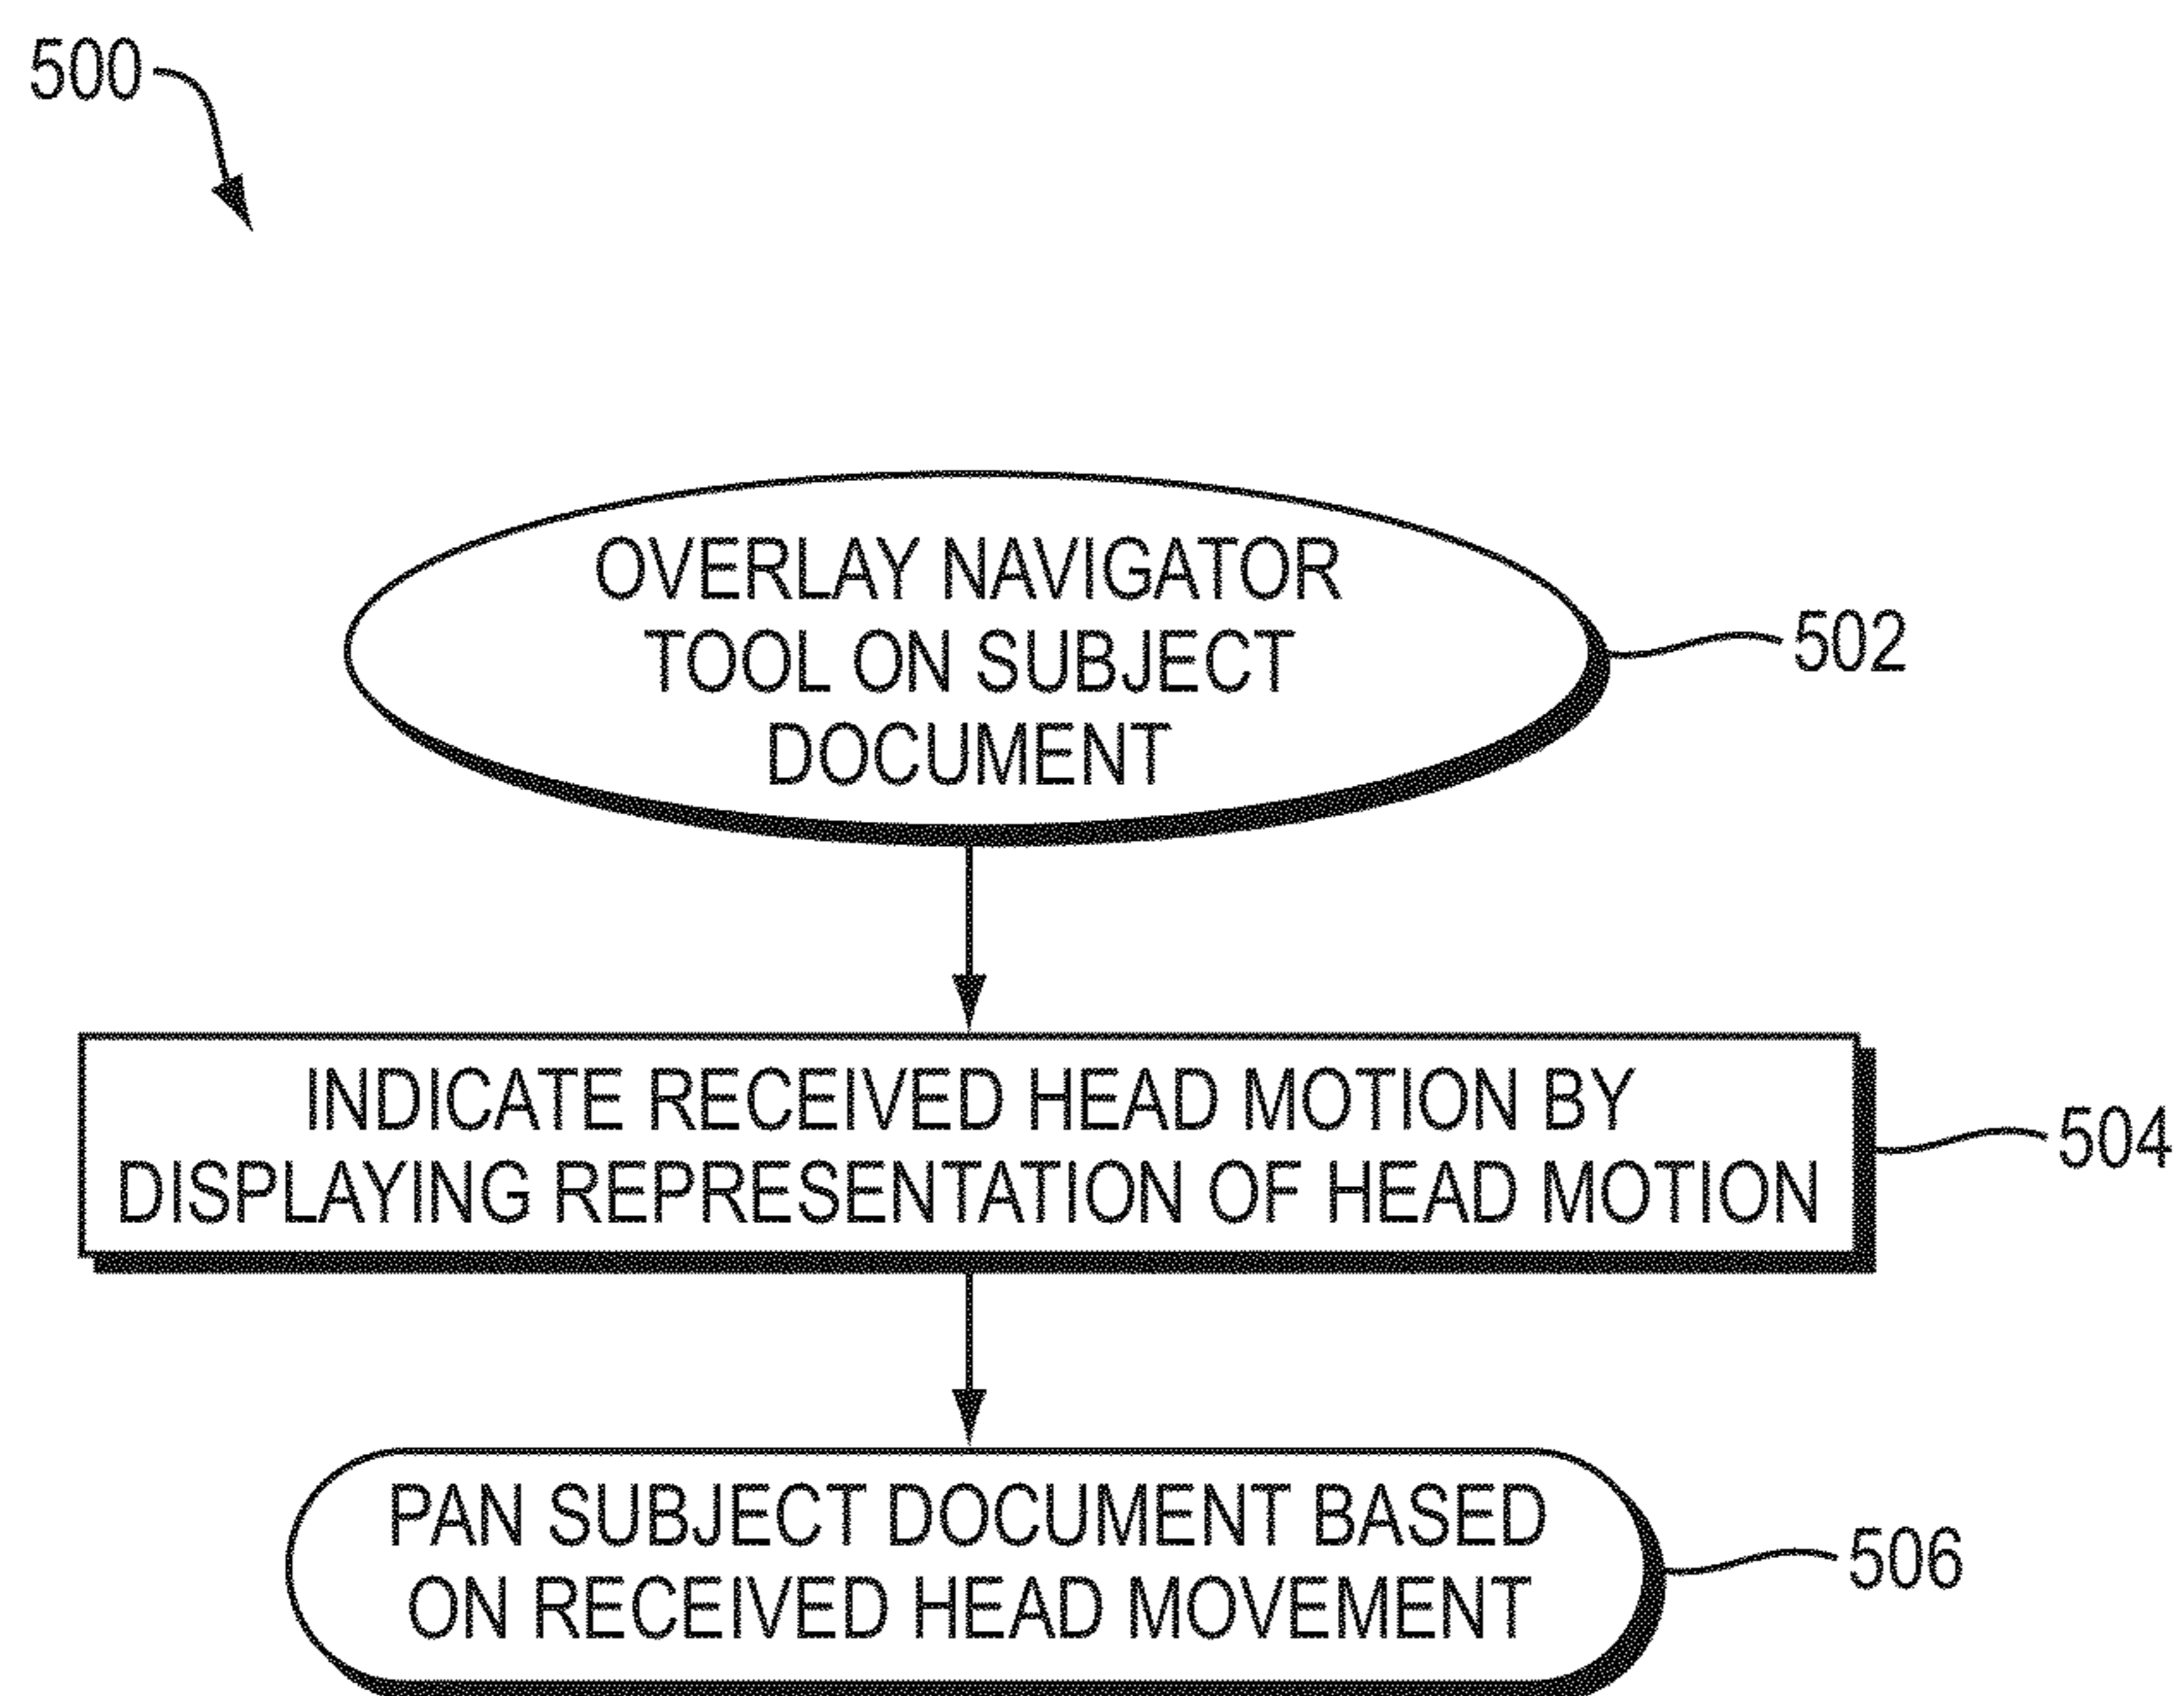 500
OVERLAY NAVIGATOR
TOOL ON SUBJECT
DOCUMENT
502
INDICATE RECEIVED HEAD MOTION BY
DISPLAYING REPRESENTATION OF HEAD MOTION
504
PAN SUBJECT DOCUMENT BASED
ON RECEIVED HEAD MOVEMENT
506